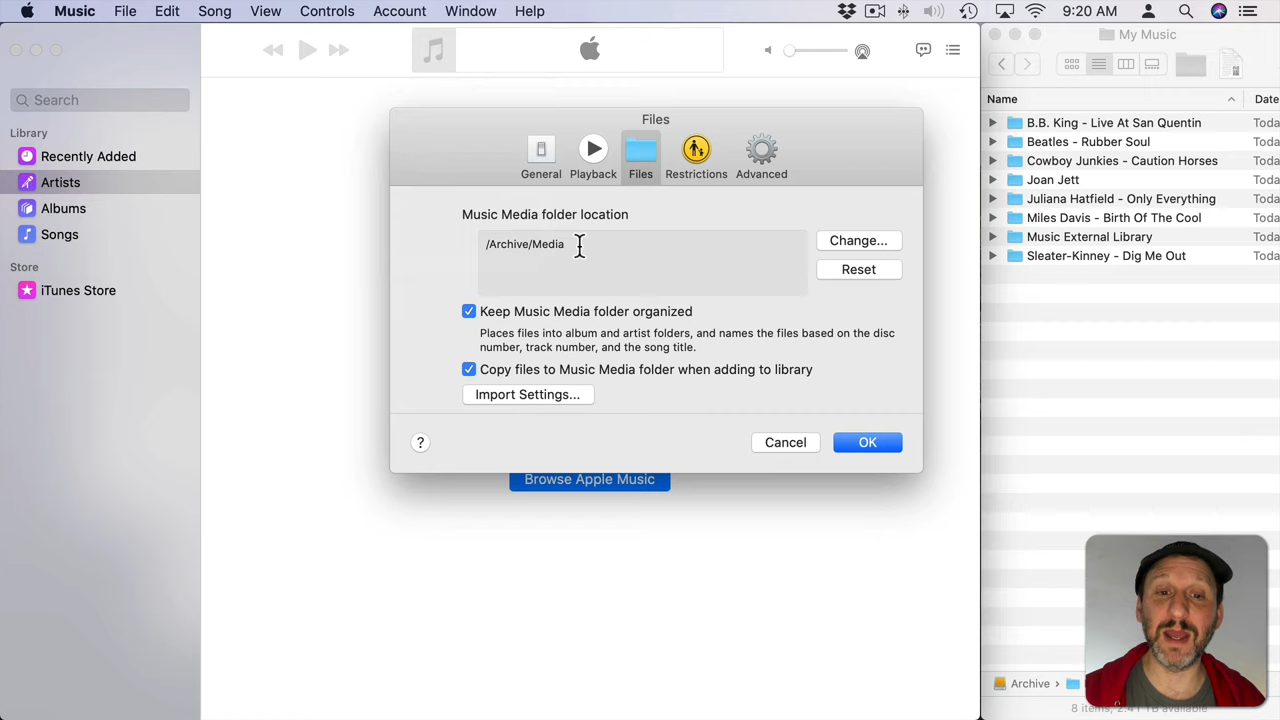 Music File Edit Song View Controls Account Window Help 9:20 AM
My Music
Search
Library
Recently Added
Artists
Albums
Songs
Store
iTunes Store
Files
General Playback Files Restrictions Advanced
Music Media folder location
/Archive/Media
Change...
Reset
Keep Music Media folder organized
Places files into album and artist folders, and names the files based on the disc
number, track number, and the song title.
Copy files to Music Media folder when adding to library
Import Settings...
?
Cancel
OK
Browse Apple Music
Name Date
B.B. King - Live At San Quentin Toda
Beatles - Rubber Soul Toda
Cowboy Junkies - Caution Horses Toda
Joan Jett Toda
Juliana Hatfield - Only Everything Toda
Miles Davis - Birth Of The Cool Toda
Music External Library Toda
Sleater-Kinney - Dig Me Out Toda
Archive ›
8 items, 2.41 TB available